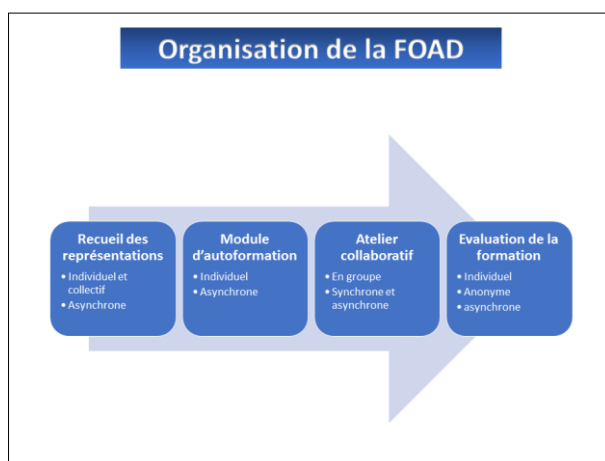 Organisation de la FOAD
Recueil des
représentations
• Individuel et
collectif
• Asynchrone
Module
d'autoformation
• Individuel
• Asynchrone
Atelier
collaboratif
• En groupe
• Synchrone et
asynchrone
Evaluation de la
formation
• Individuel
• Anonyme
• asynchrone